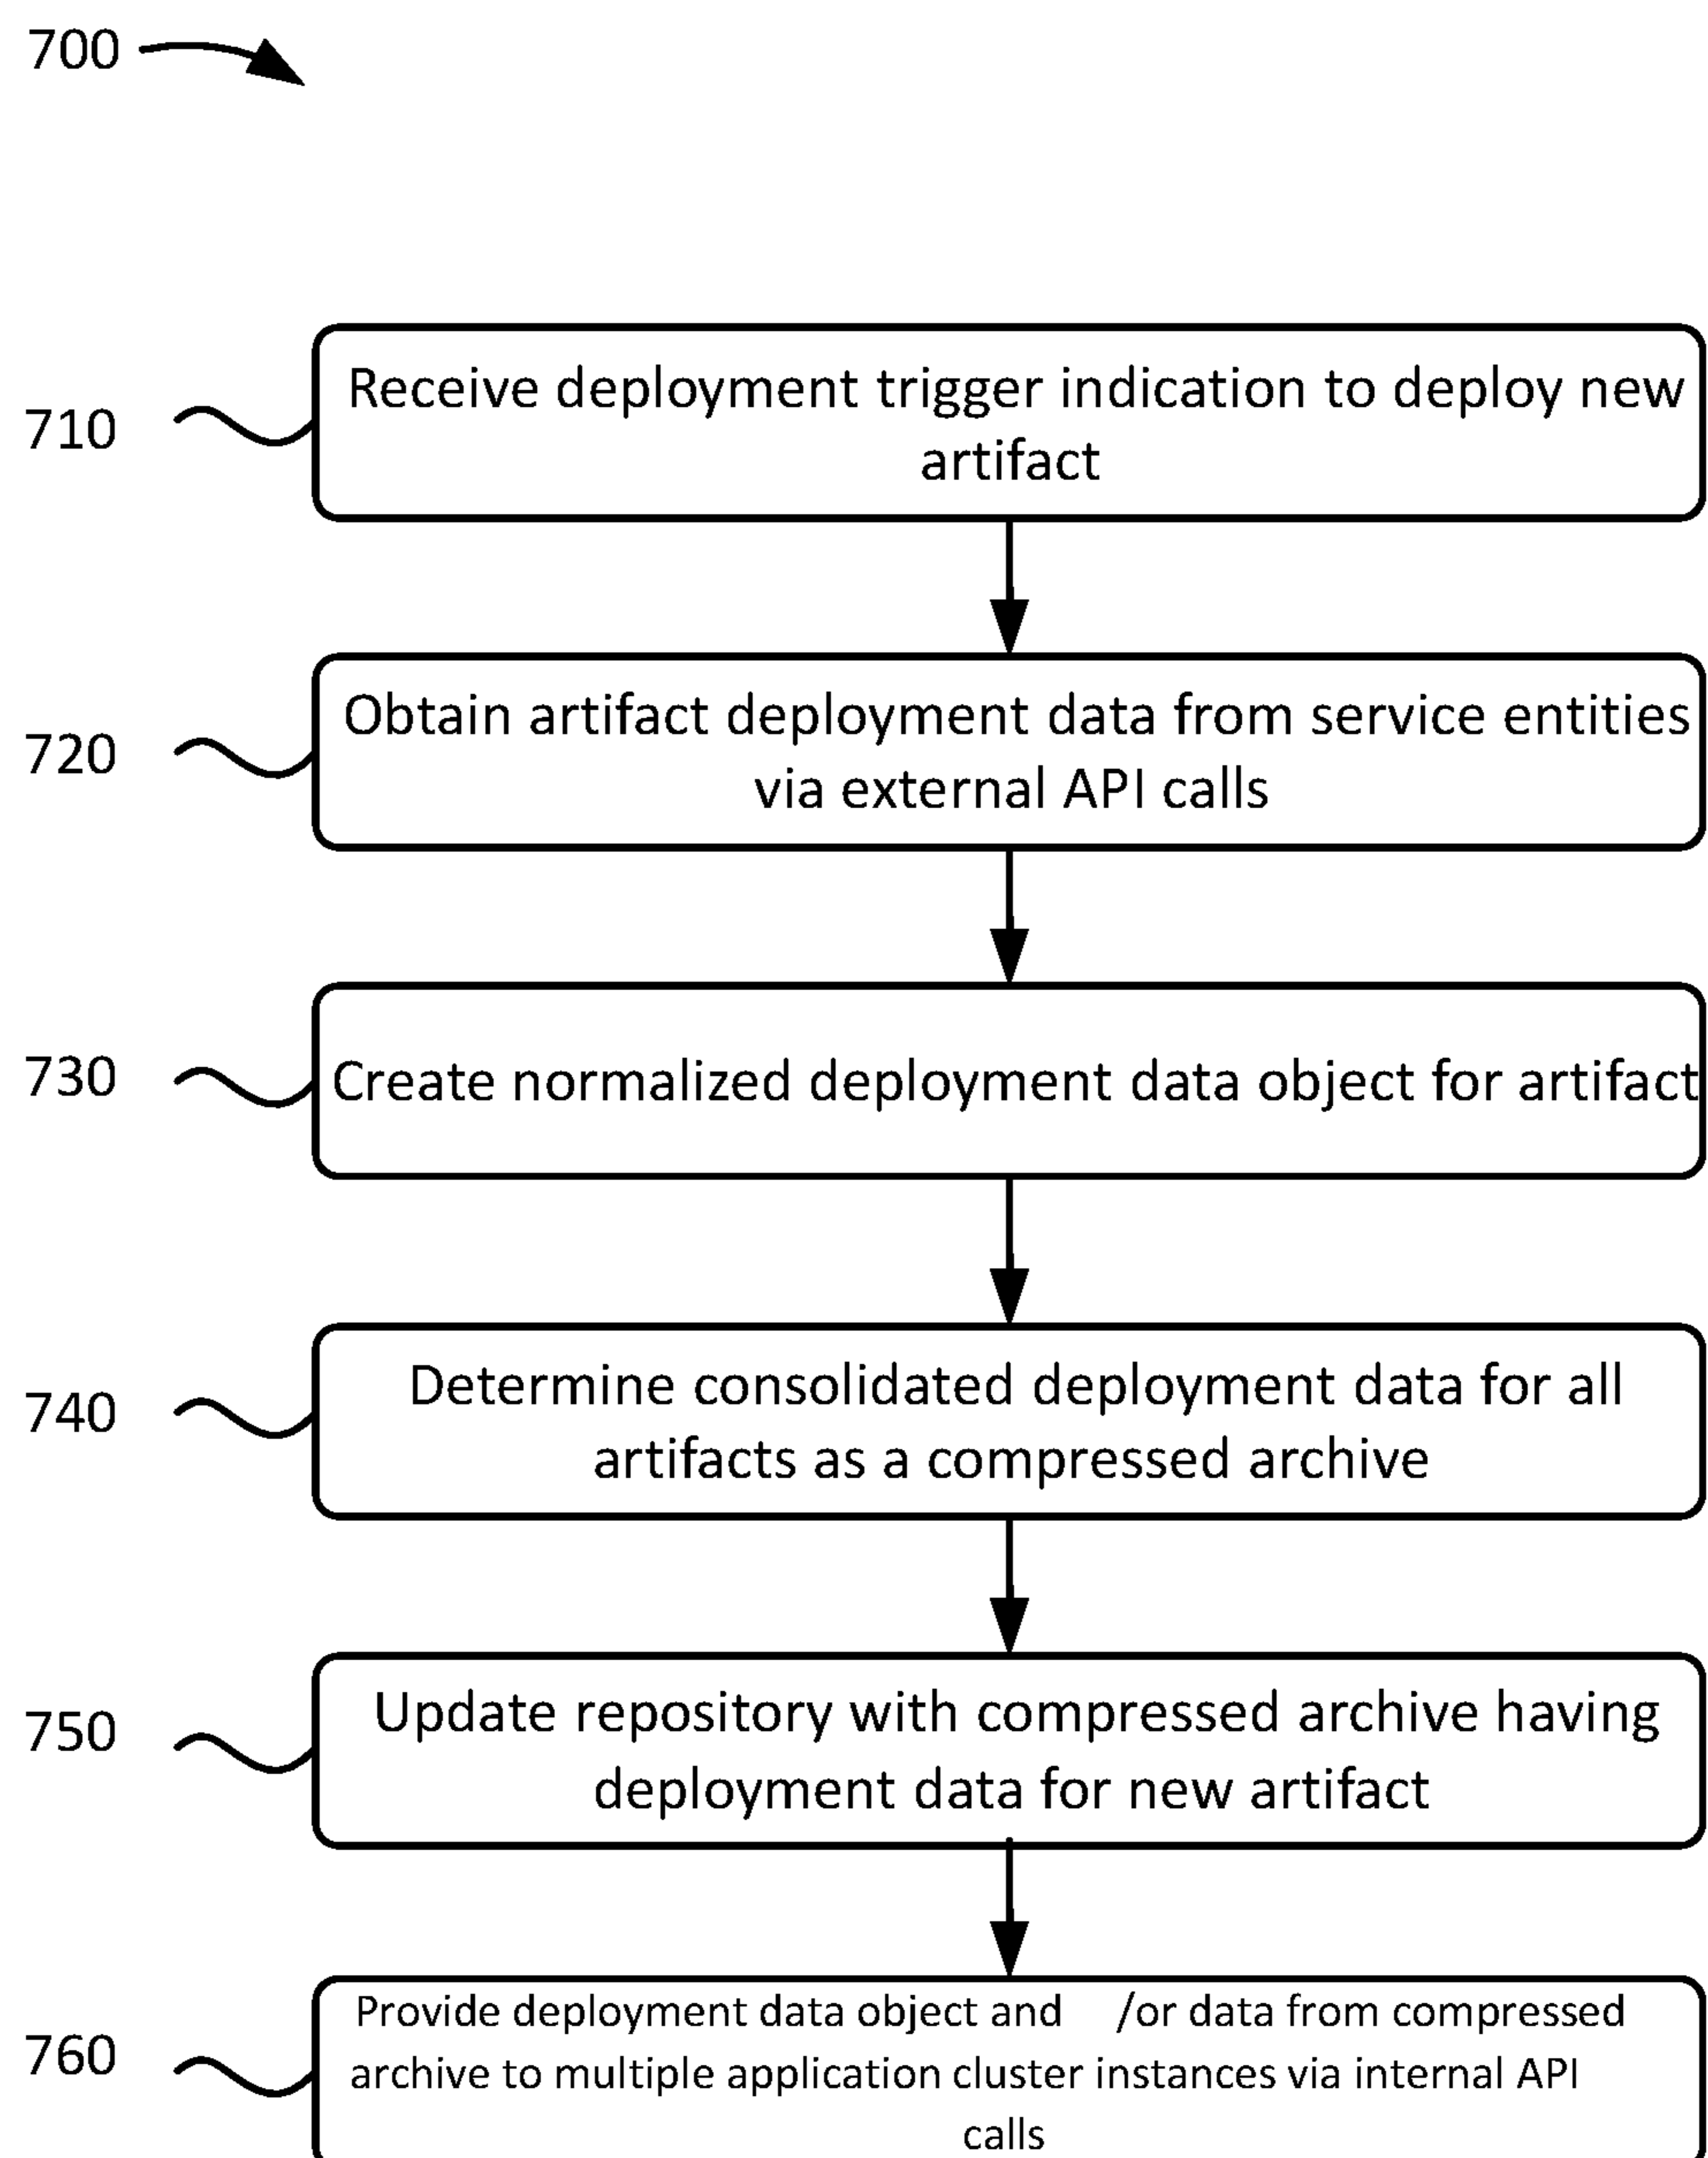 700
710
Receive deployment trigger indication to deploy new
artifact
720
Obtain artifact deployment data from service entities
via external API calls
730
Create normalized deployment data object for artifact
740
Determine consolidated deployment data for all
artifacts as a compressed archive
750
Update repository with compressed archive having
deployment data for new artifact
760
Provide deployment data object and /or data from compressed
archive to multiple application cluster instances via internal API
calls